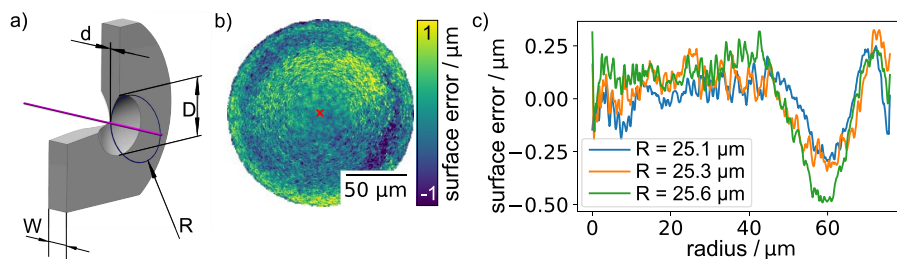 a)
d
D
W
R
b)
50 μm
1
-1
surface error / μm
c)
surface error / μm
0.25
0.00
−0.25
−0.50
R = 25.1 μm
R = 25.3 μm
R = 25.6 μm
0
20
40
60
radius / μm